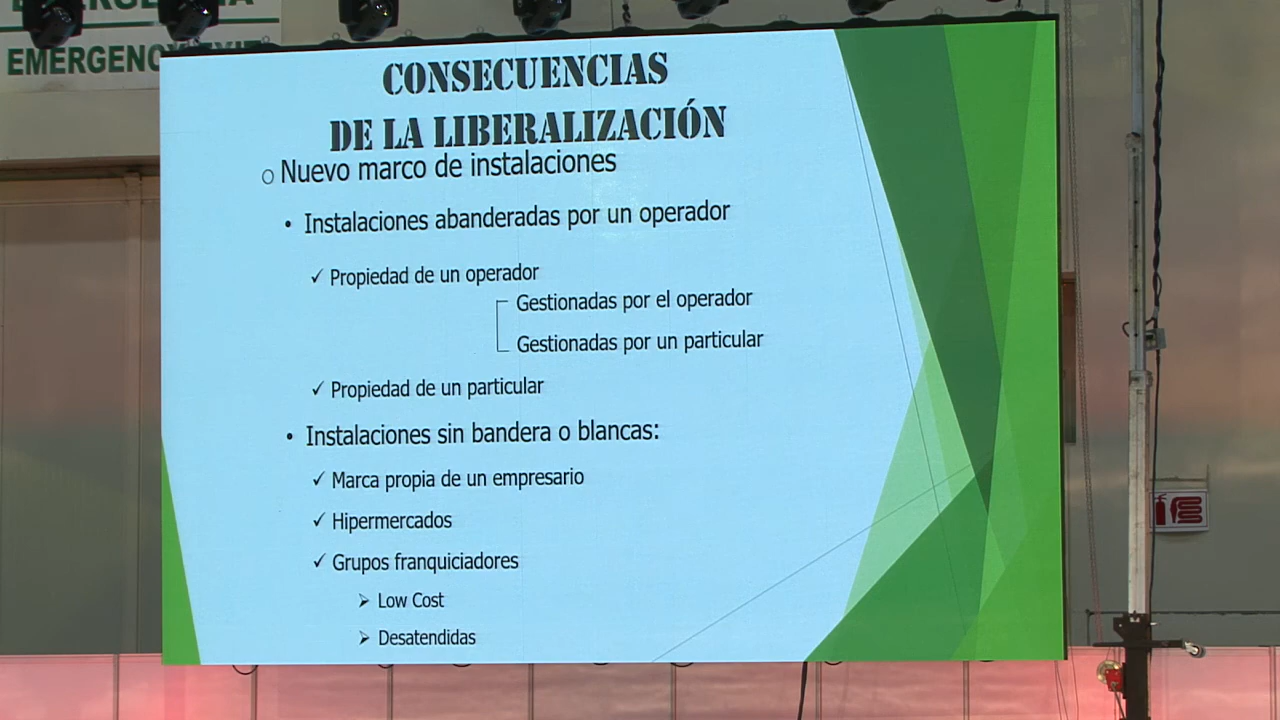 EMERGENCY EXIT
CONSECUENCIAS
DE LA LIBERALIZACIÓN
Nuevo marco de instalaciones
Instalaciones abanderadas por un operador
Propiedad de un operador
Gestionadas por el operador
Gestionadas por un particular
Propiedad de un particular
Instalaciones sin bandera o blancas:
Marca propia de un empresario
Hipermercados
Grupos franquiciadores
Low Cost
Desatendidas